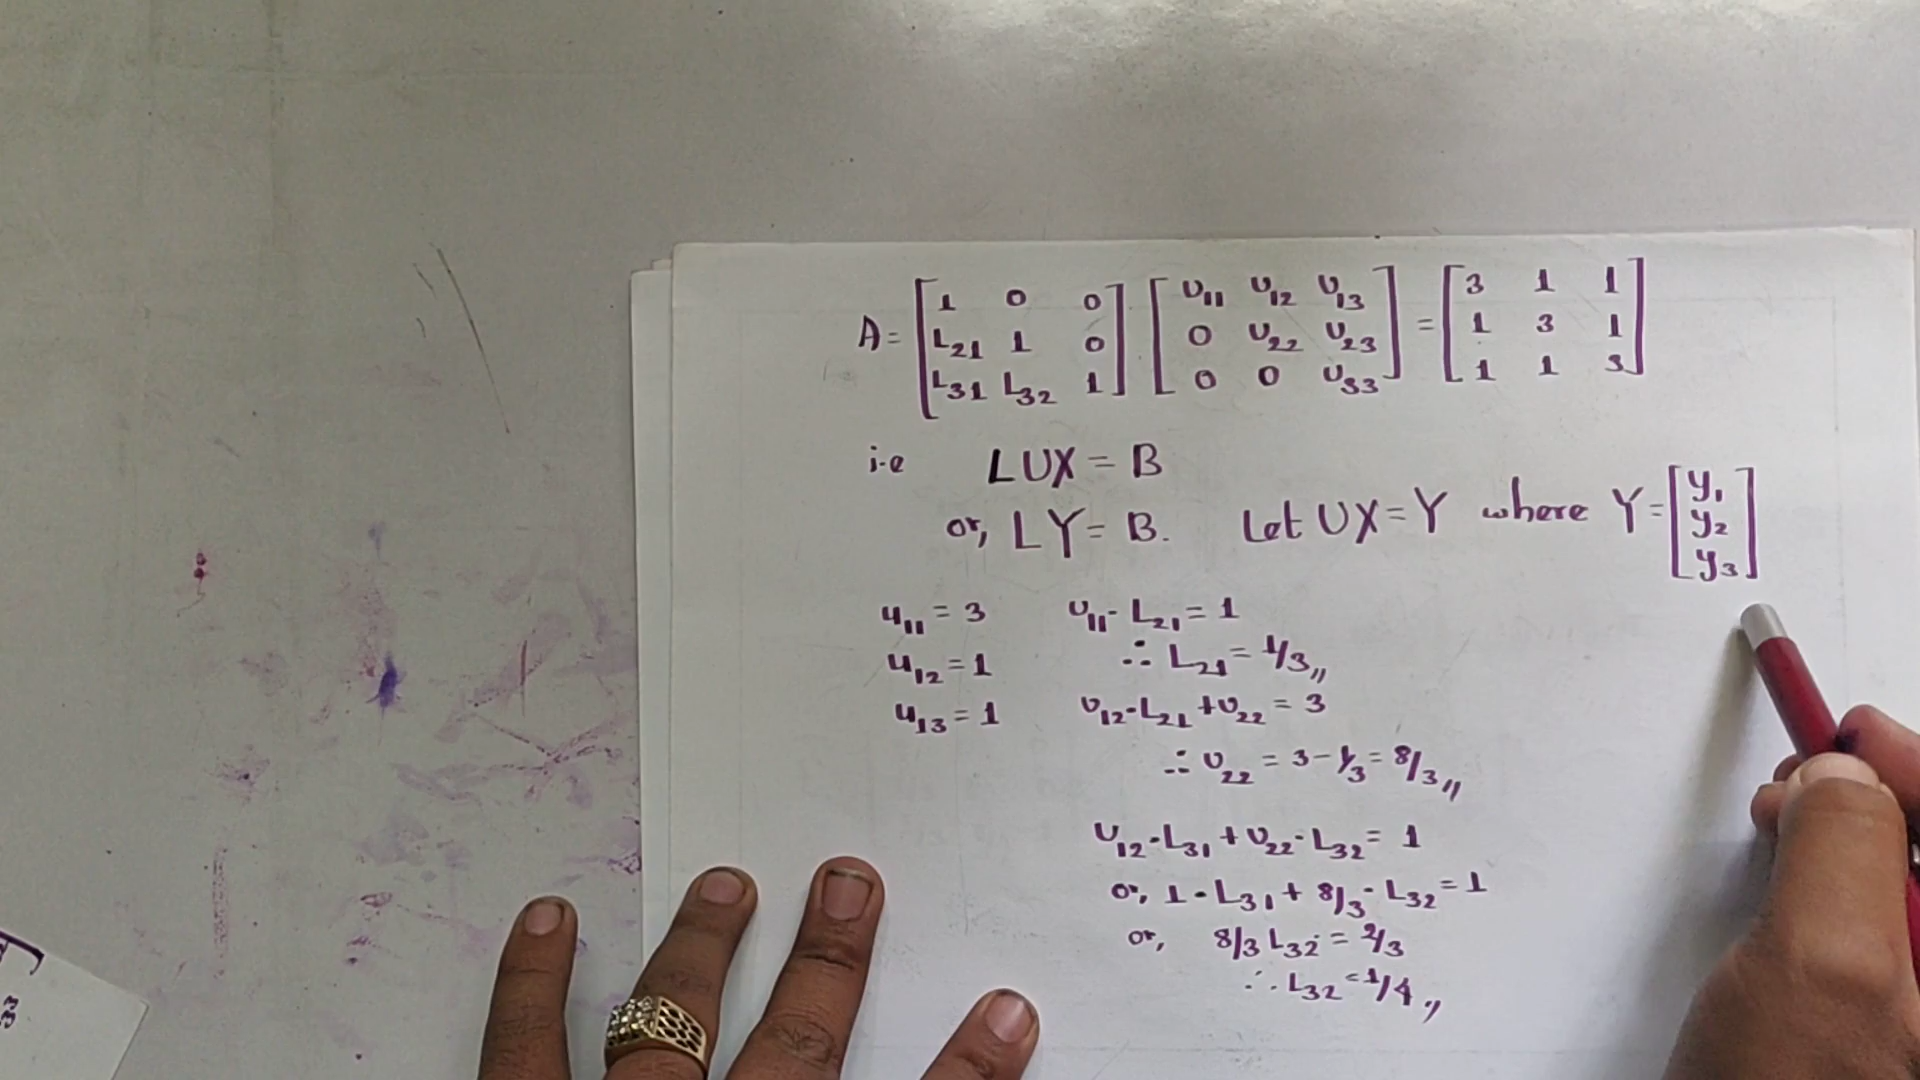 A = [1 0 0; L21 1 0; L31 L32 1] [U11 U12 U13; 0 U22 U23; 0 0 U33] = [3 1 1; 1 3 1; 1 1 3]
i.e LUX = B
or, LY = B. Let UX = Y where Y = [y1; y2; y3]
u11 = 3 U11·L21 = 1
u12 = 1 ∴ L21 = 1/3,,
u13 = 1 U12·L21 + U22 = 3
∴ U22 = 3 - 1/3 = 8/3,,
U12·L31 + U22·L32 = 1
or, 1·L31 + 8/3·L32 = 1
or, 8/3 L32 = 2/3
∴ L32 = 1/4,,
33